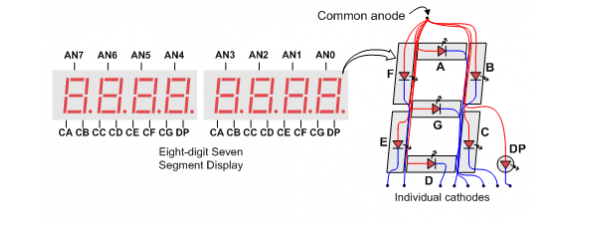 Common anode
AN7 AN6 AN5 AN4 AN3 AN2 AN1 AN0
A
F B
G
E C
DP
D
CA CB CC CD CE CF CG DP CA CB CC CD CE CF CG DP
Eight-digit Seven
Segment Display
Individual cathodes